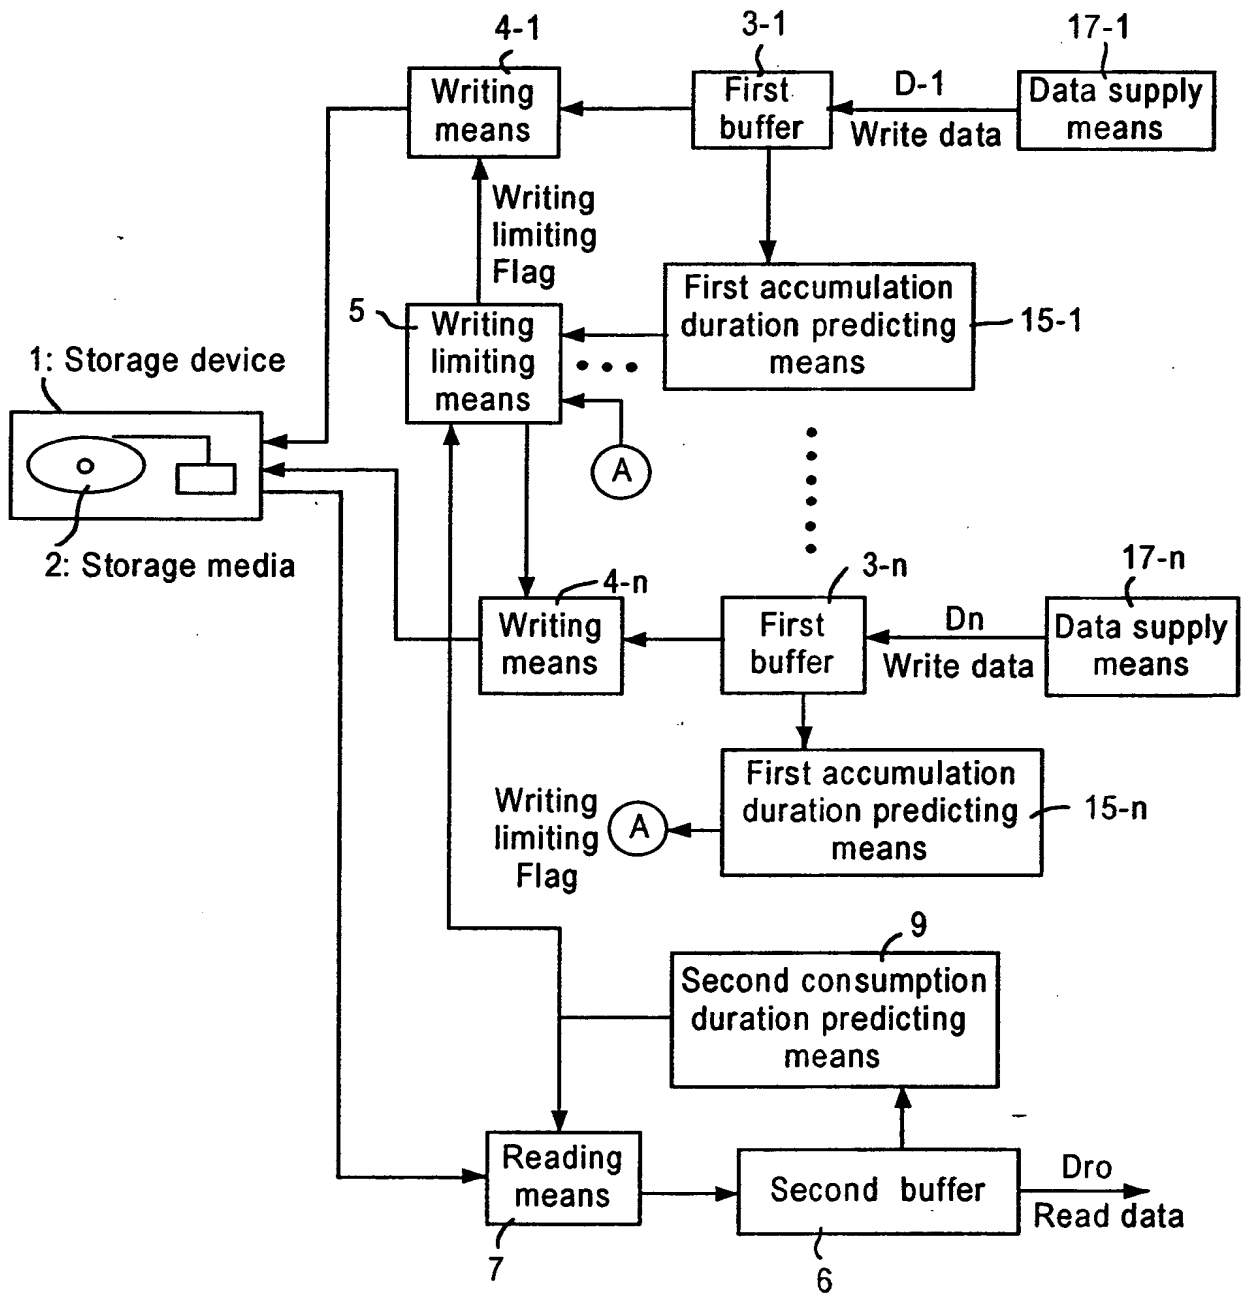 4-1
3-1
17-1
Writing
means
First
buffer
D-1
Write data
Data supply
means
Writing
limiting
Flag
5
Writing
limiting
means
First accumulation
duration predicting
means
15-1
1: Storage device
A
2: Storage media
4-n
3-n
17-n
Writing
means
First
buffer
Dn
Write data
Data supply
means
Writing
limiting
Flag
A
First accumulation
duration predicting
means
15-n
9
Second consumption
duration predicting
means
Reading
means
7
Second buffer
6
Dro
Read data